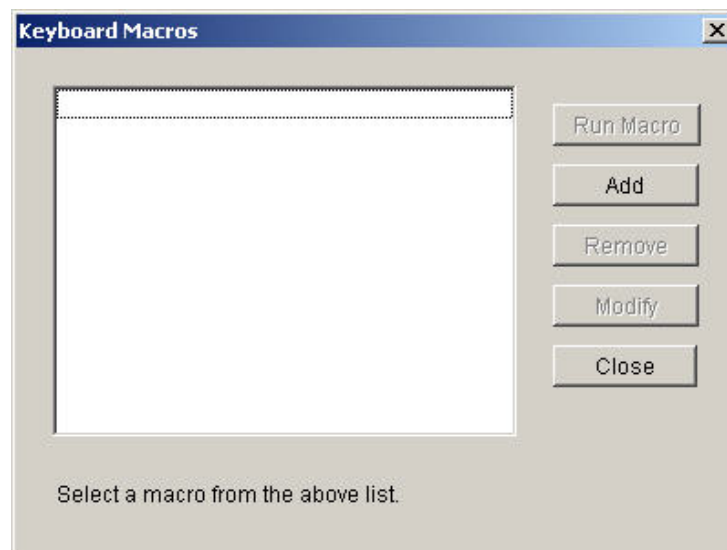 Keyboard Macros
Run Macro
Add
Remove
Modify
Close
Select a macro from the above list.